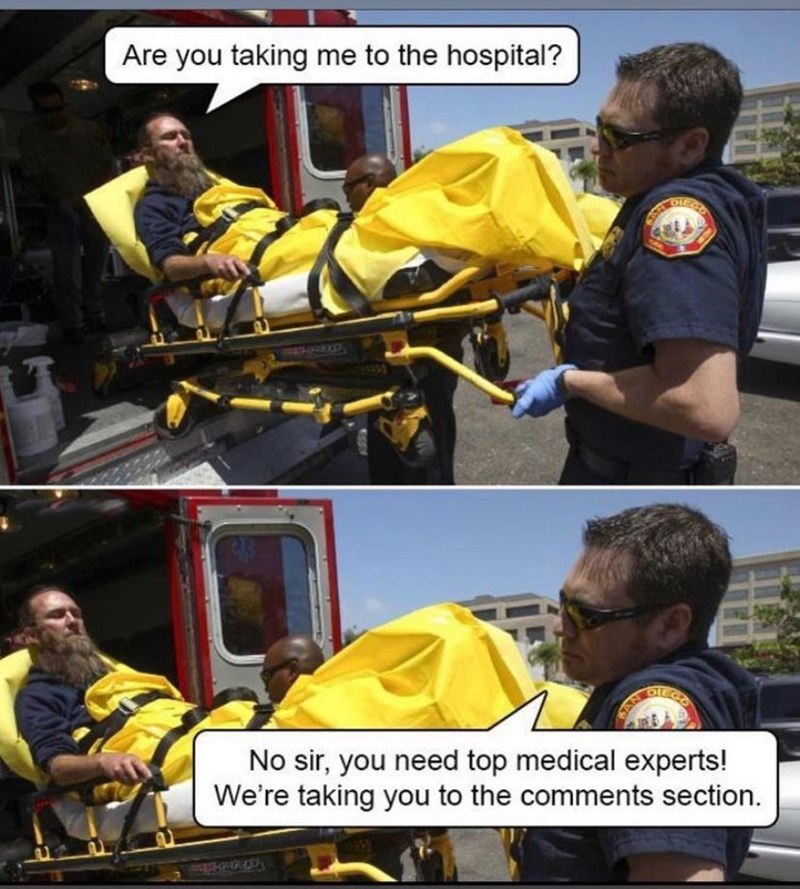 Are you taking me to the hospital?
SAN DIEGO
SAN DIEGO
No sir, you need top medical experts!
We're taking you to the comments section.